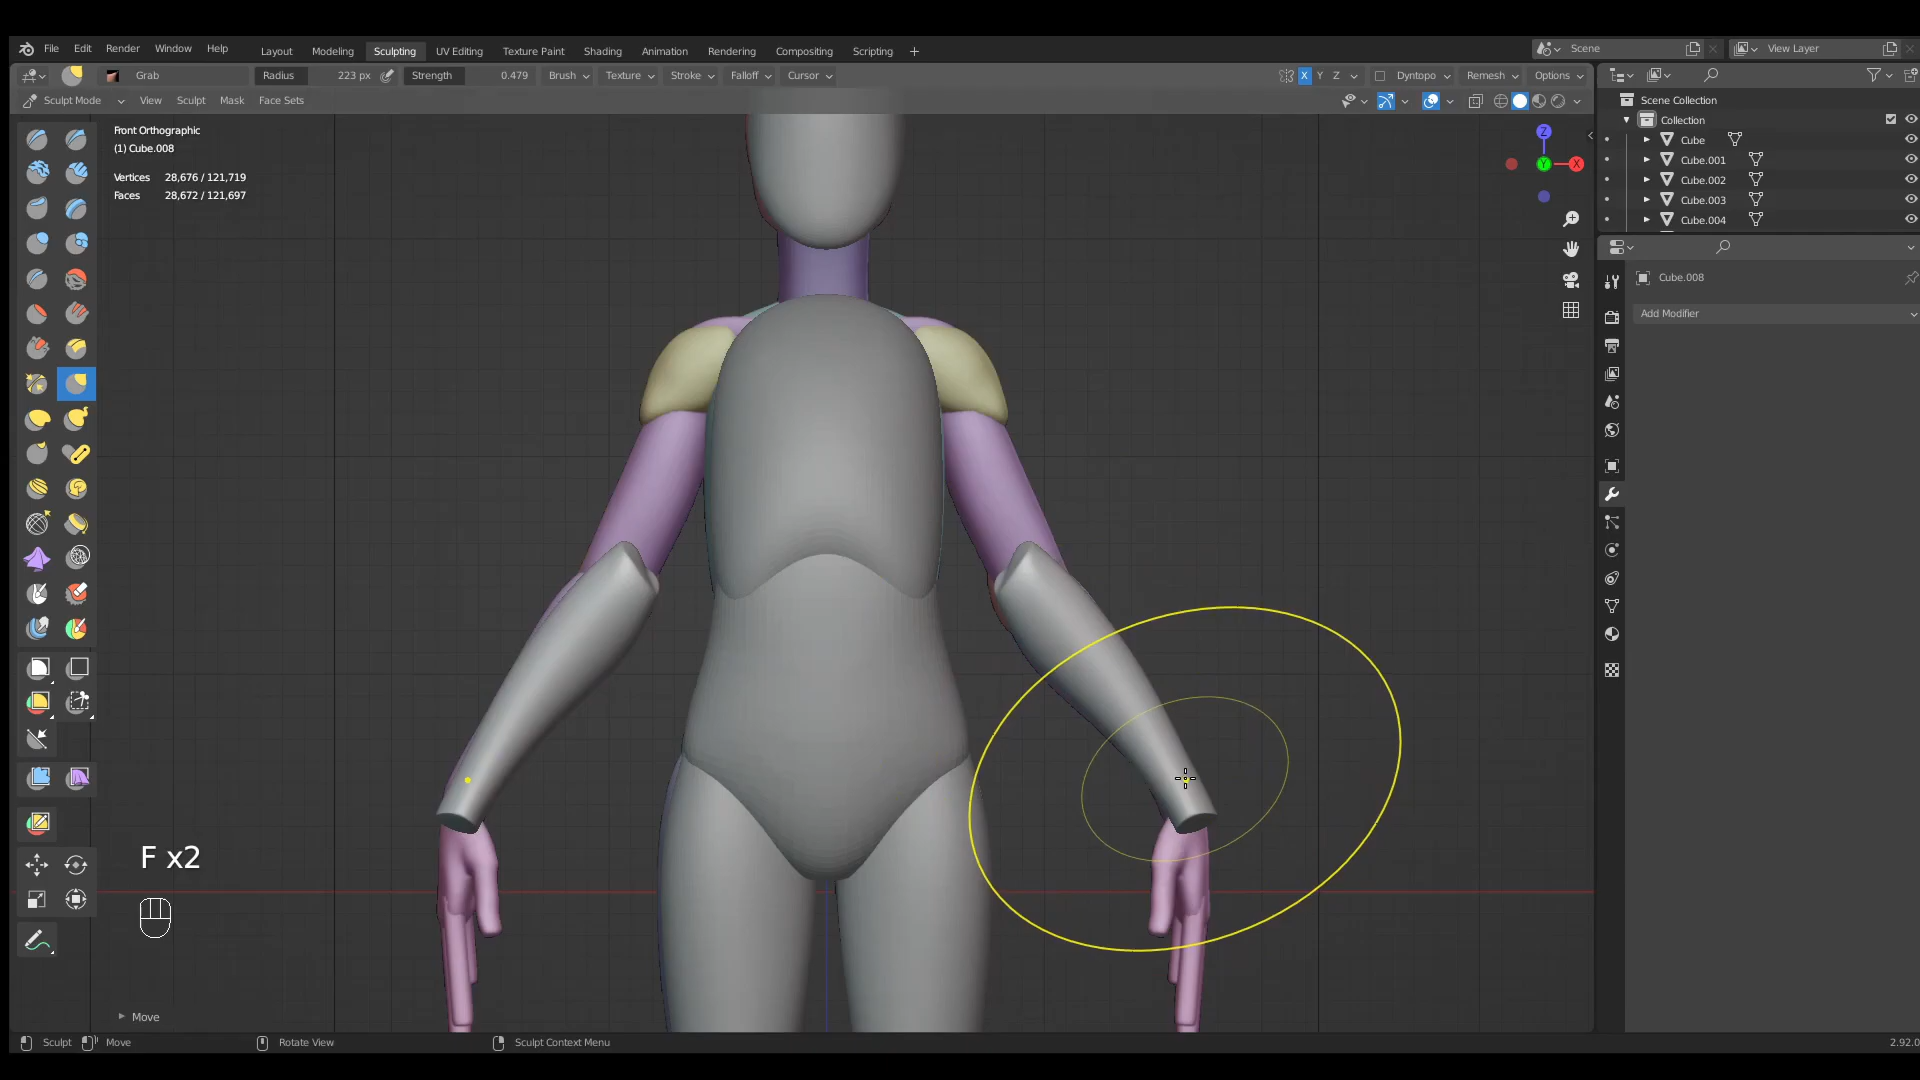 File Edit Render Window Help Layout Modeling Sculpting UV Editing Texture Paint Shading Animation Rendering Compositing Scripting + Scene View Layer
Grab Radius 223 px Strength 0.479 Brush Texture Stroke Falloff Cursor X Y Z Dyntopo Remesh Options
Sculpt Mode View Sculpt Mask Face Sets
Scene Collection
Collection
Cube
Cube.001
Cube.002
Cube.003
Cube.004
Front Orthographic
(1) Cube.008
Vertices 28,676 / 121,719
Faces 28,672 / 121,697
Z
Y
X
Cube.008
Add Modifier
F x2
Move
Sculpt Move Rotate View Sculpt Context Menu 2.92.0